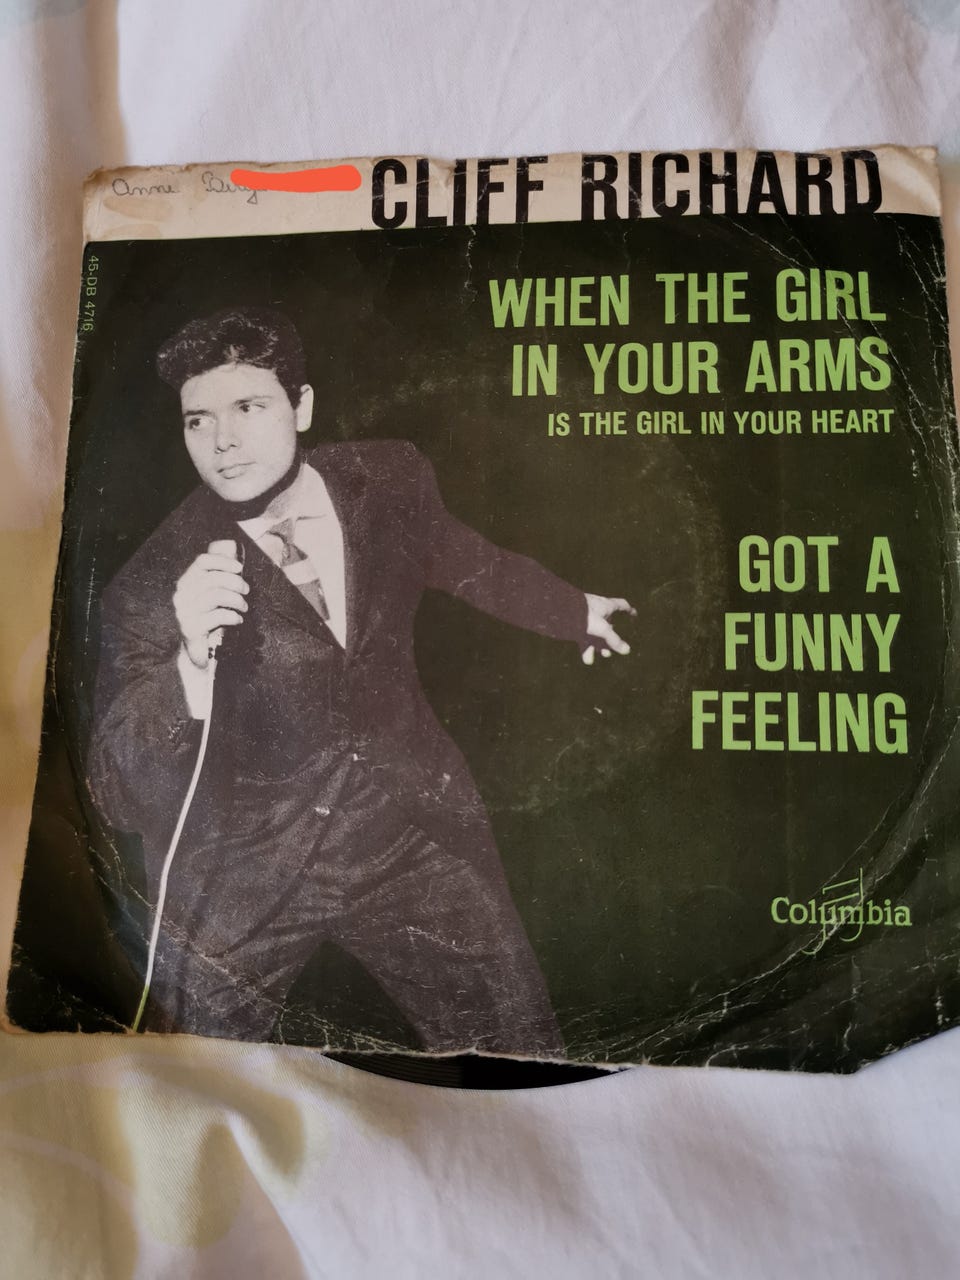 Anne
CLIFF RICHARD
45-DB 4716
WHEN THE GIRL
IN YOUR ARMS
IS THE GIRL IN YOUR HEART
GOT A
FUNNY
FEELING
Columbia